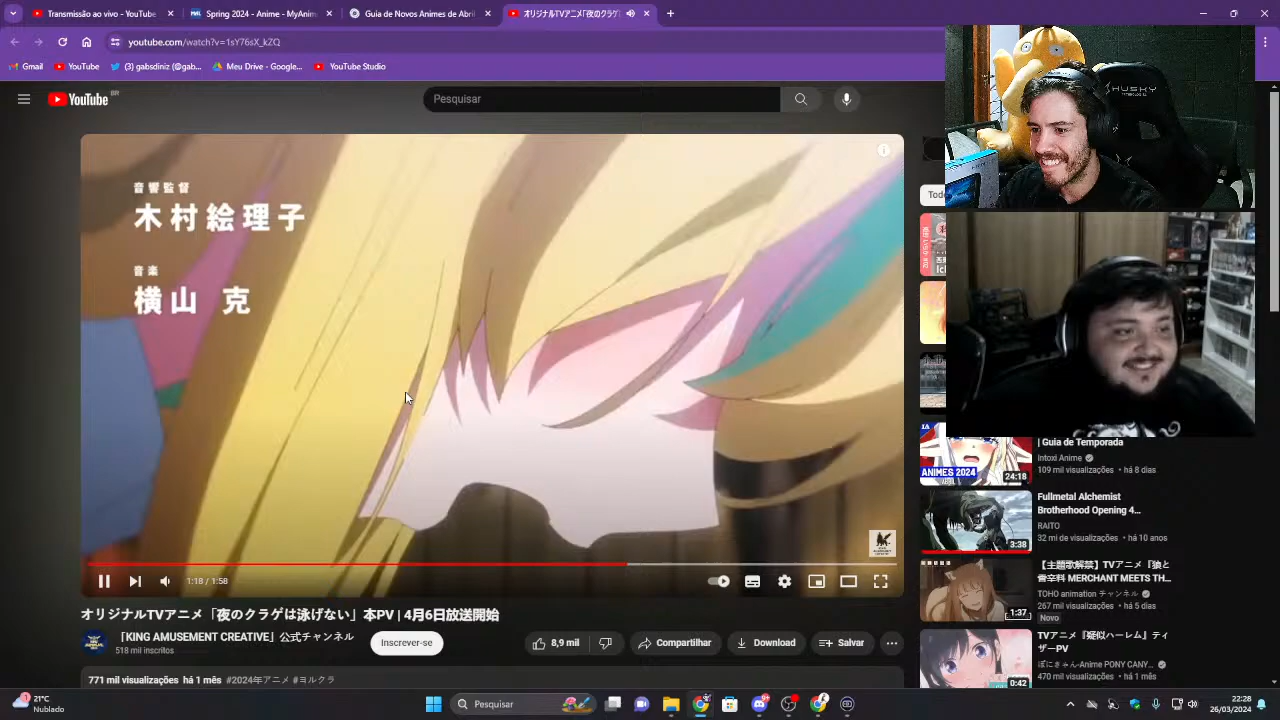 Transmissão ao vivo - YouTube
Spring 2024 - Anime - MyAnim
Guia de Novos Animes de Abril
オリジナルTVアニメ「夜のクラゲ
youtube.com/watch?v=1sY76sX_kZQ
Gmail
YouTube
(3) gabsdiniz (@gab...
Meu Drive - Google...
YouTube Studio
YouTube
BR
Pesquisar
HUSKY
音響監督
木村絵理子
音楽
横山 克
1:18 / 1:58
オリジナルTVアニメ「夜のクラゲは泳げない」本PV | 4月6日放送開始
［KING AMUSEMENT CREATIVE］公式チャンネル
518 mil inscritos
Inscrever-se
8,9 mil
Compartilhar
Download
Salvar
771 mil visualizações há 1 mês #2024年アニメ #ヨルクラ
| Guia de Temporada
Intoxi Anime
109 mil visualizações • há 8 dias
ANIMES 2024
24:18
Fullmetal Alchemist
Brotherhood Opening 4...
RAITO
32 mi de visualizações • há 10 anos
3:38
【主題歌解禁】TVアニメ『狼と
香辛料 MERCHANT MEETS TH...
TOHO animation チャンネル
267 mil visualizações • há 5 dias
Novo
1:37
TVアニメ『疑似ハーレム』ティ
ザーPV
ぽにきゃん-Anime PONY CANY...
470 mil visualizações • há 1 mês
0:42
21°C
Nublado
Pesquisar
22:28
26/03/2024